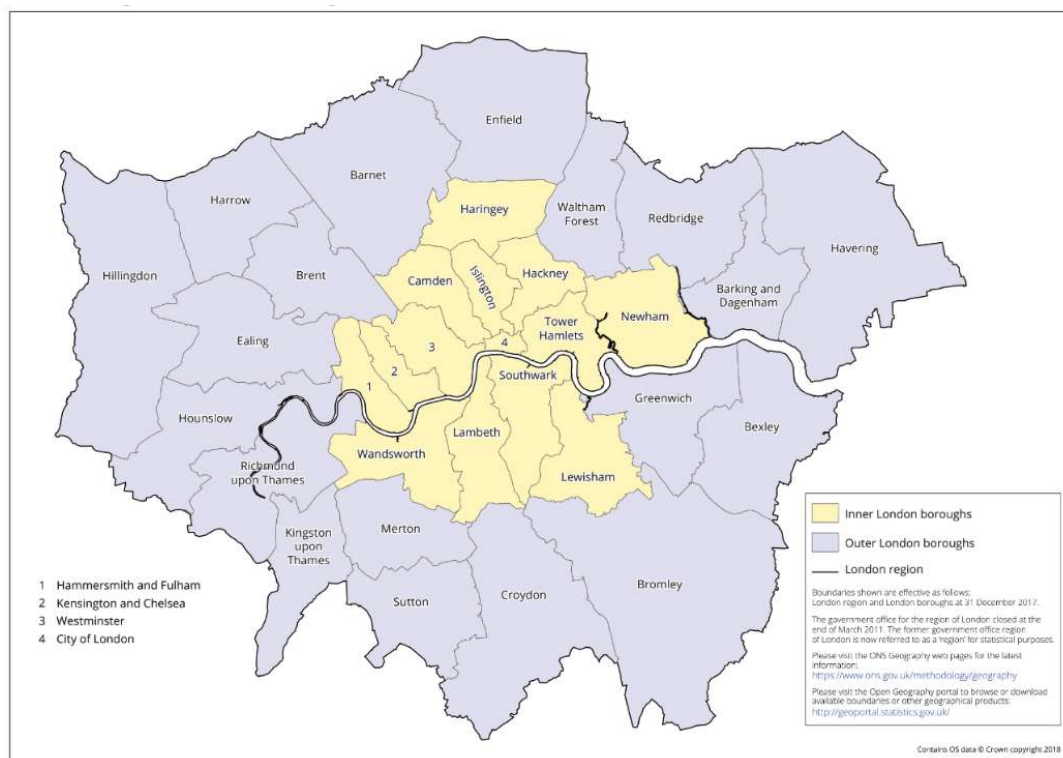 Enfield
Barnet
Harrow
Haringey
Waltham
Forest
Redbridge
Havering
Hillingdon
Brent
Camden
Islington
Hackney
Barking and
Dagenham
Ealing
Tower
Hamlets
Newham
3
4
1
2
Southwark
Greenwich
Hounslow
Lambeth
Bexley
Wandsworth
Richmond
upon Thames
Lewisham
Kingston
upon
Thames
Merton
Sutton
Croydon
Bromley
1 Hammersmith and Fulham
2 Kensington and Chelsea
3 Westminster
4 City of London
Inner London boroughs
Outer London boroughs
London region
Boundaries shown are effective as follows:
London region and London boroughs at 31 December 2017.
The government office for the region of London closed at the
end of March 2011. The former government office region
of London is now referred to as a 'region' for statistical purposes.
Please visit the ONS Geography web pages for the latest
information:
https://www.ons.gov.uk/methodology/geography
Please visit the Open Geography portal to browse or download
available boundaries or other geographical products:
http://geoportal.statistics.gov.uk/
Contains OS data © Crown copyright 2018